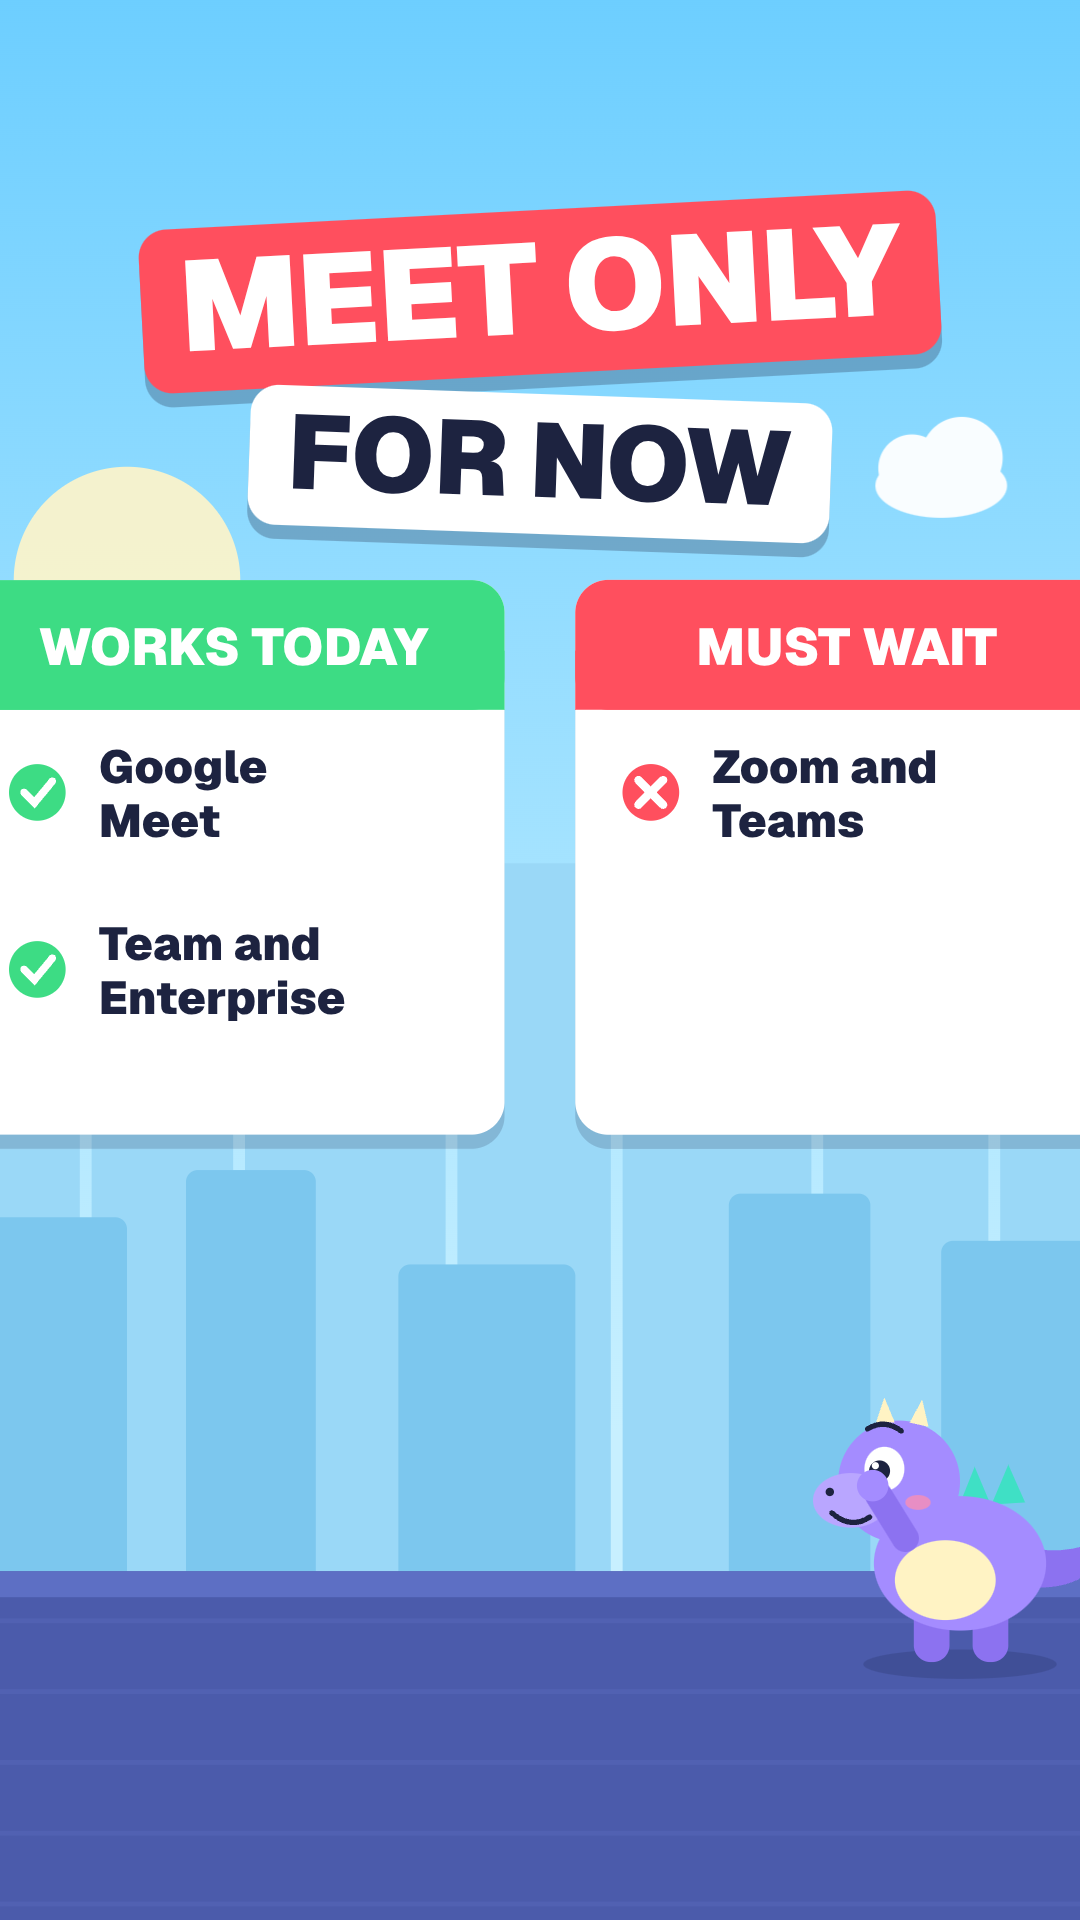 MEET ONLY
FOR NOW
WORKS TODAY
Google
Meet
Team and
Enterprise
MUST WAIT
Zoom and
Teams